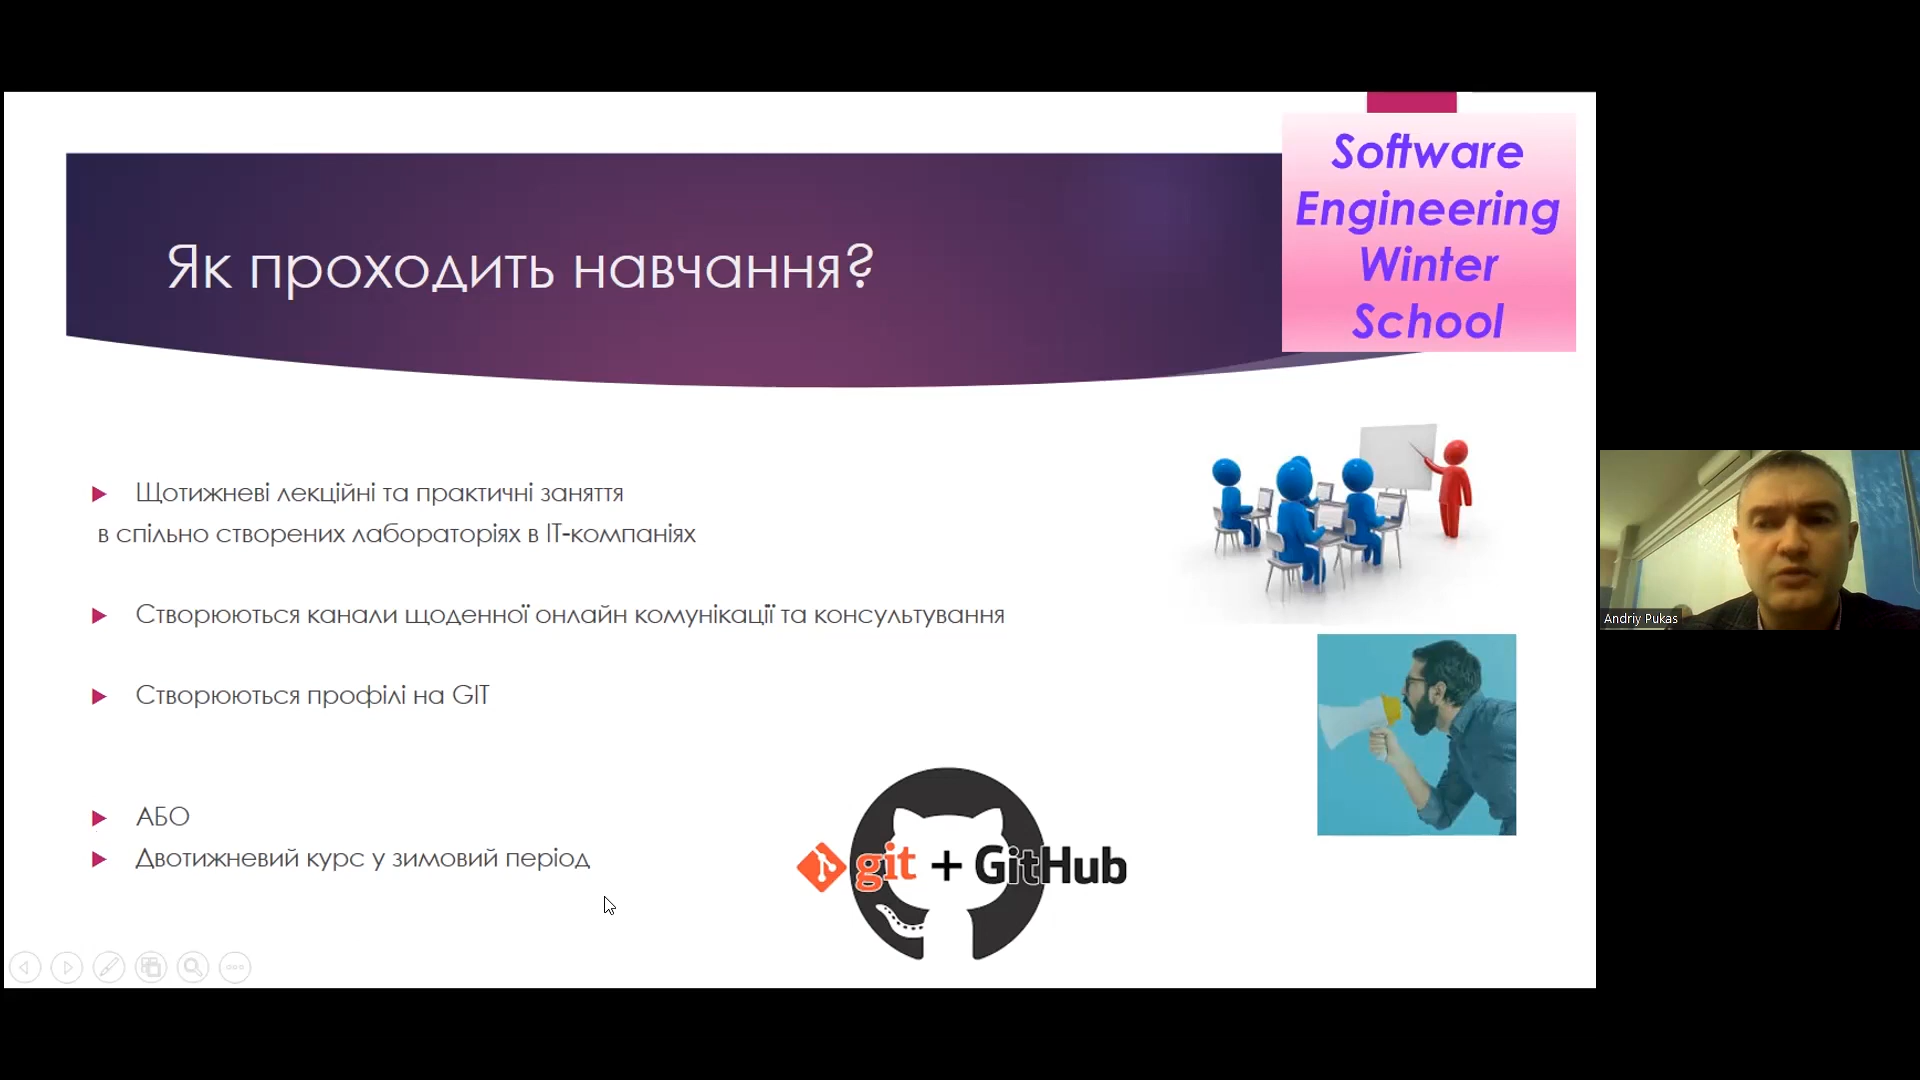 Software
Engineering
Winter
School
Як проходить навчання?
Щотижневі лекційні та практичні заняття
в спільно створених лабораторіях в ІТ-компаніях
Створюються канали щоденної онлайн комунікації та консультування
Створюються профілі на GIT
АБО
Двотижневий курс у зимовий період
git + GitHub
Andriy Pukas